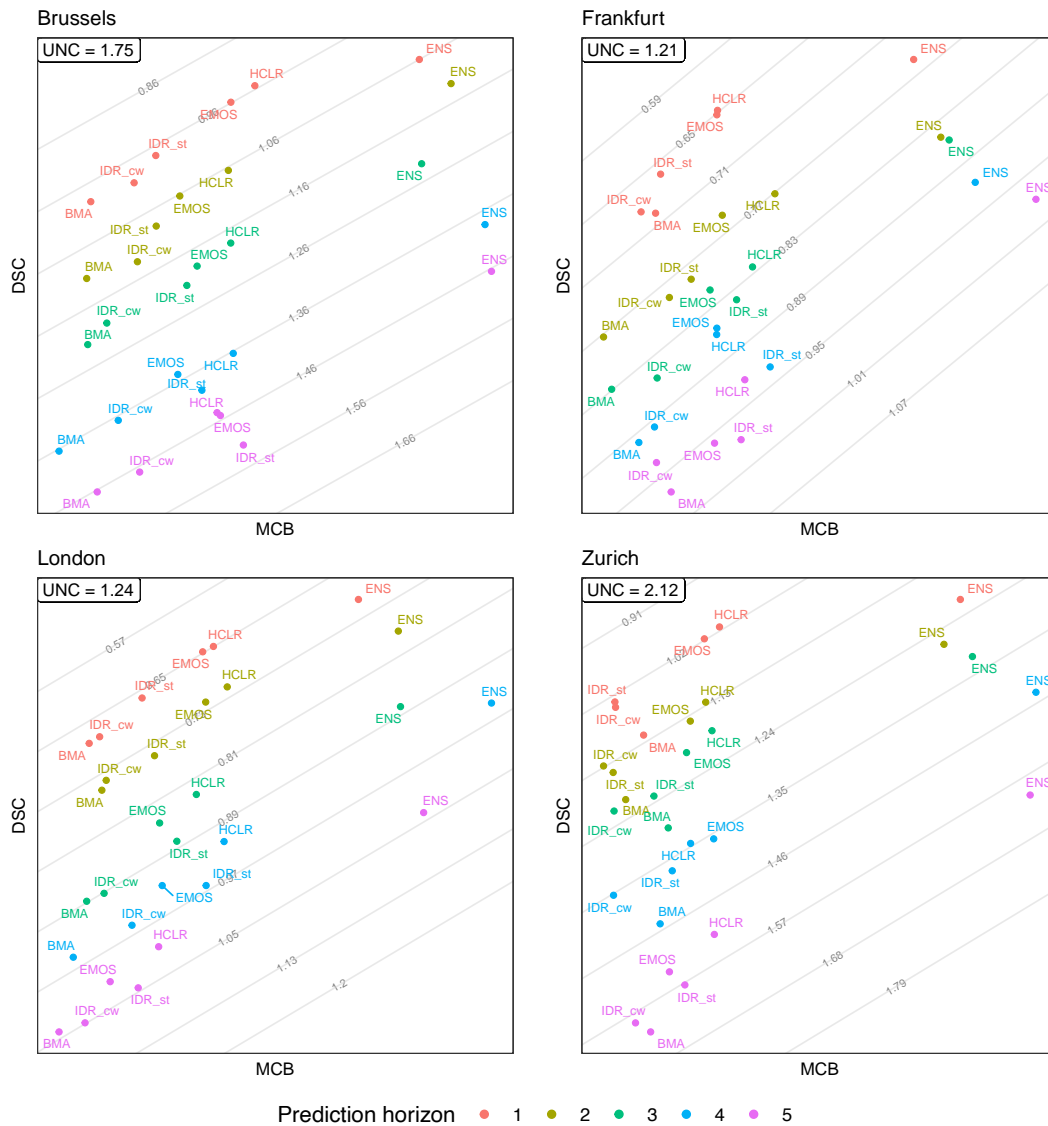 Brussels
UNC = 1.75
ENS
ENS
HCLR
EMOS
IDR_st
IDR_cw
BMA
HCLR
EMOS
IDR_st
IDR_cw
BMA
ENS
HCLR
EMOS
IDR_st
IDR_cw
BMA
ENS
HCLR
EMOS
IDR_st
IDR_cw
BMA
ENS
HCLR
EMOS
IDR_st
IDR_cw
BMA
0.86
1.06
1.16
1.26
1.36
1.46
1.56
1.66
DSC
MCB
Frankfurt
UNC = 1.21
ENS
HCLR
EMOS
IDR_st
IDR_cw
BMA
ENS
HCLR
EMOS
IDR_st
IDR_cw
BMA
ENS
HCLR
EMOS
IDR_st
IDR_cw
BMA
ENS
EMOS
HCLR
IDR_st
IDR_cw
BMA
ENS
HCLR
IDR_st
EMOS
IDR_cw
BMA
0.59
0.65
0.71
0.83
0.89
0.95
1.01
1.07
DSC
MCB
London
UNC = 1.24
ENS
HCLR
EMOS
IDR_st
IDR_cw
BMA
ENS
HCLR
EMOS
IDR_st
IDR_cw
BMA
ENS
HCLR
EMOS
IDR_st
IDR_cw
BMA
ENS
HCLR
IDR_st
EMOS
IDR_cw
BMA
ENS
HCLR
EMOS
IDR_st
IDR_cw
BMA
0.57
0.65
0.81
0.89
1.05
1.13
1.2
DSC
MCB
Zurich
UNC = 2.12
ENS
HCLR
EMOS
IDR_st
IDR_cw
BMA
ENS
HCLR
EMOS
IDR_cw
IDR_st
BMA
ENS
HCLR
EMOS
IDR_st
IDR_cw
BMA
ENS
EMOS
HCLR
IDR_st
IDR_cw
BMA
ENS
HCLR
EMOS
IDR_st
IDR_cw
BMA
0.91
1.24
1.35
1.46
1.57
1.68
1.79
DSC
MCB
Prediction horizon 1 2 3 4 5